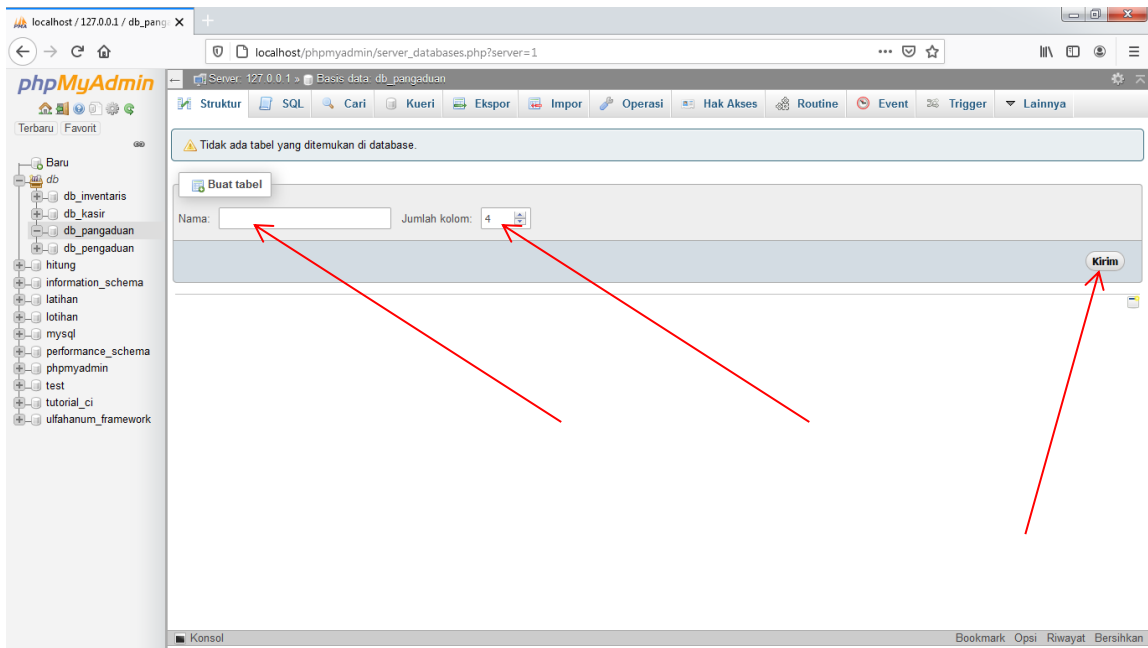 localhost / 127.0.0.1 / db_pang
localhost/phpmyadmin/server_databases.php?server=1
phpMyAdmin
Terbaru Favorit
Baru
db
db_inventaris
db_kasir
db_pangaduan
db_pengaduan
hitung
information_schema
latihan
lotihan
mysql
performance_schema
phpmyadmin
test
tutorial_ci
ulfahanum_framework
Server: 127.0.0.1 » Basis data: db_pangaduan
Struktur SQL Cari Kueri Ekspor Impor Operasi Hak Akses Routine Event Trigger Lainnya
Tidak ada tabel yang ditemukan di database.
Buat tabel
Nama: Jumlah kolom: 4
Kirim
Konsol Bookmark Opsi Riwayat Bersihkan